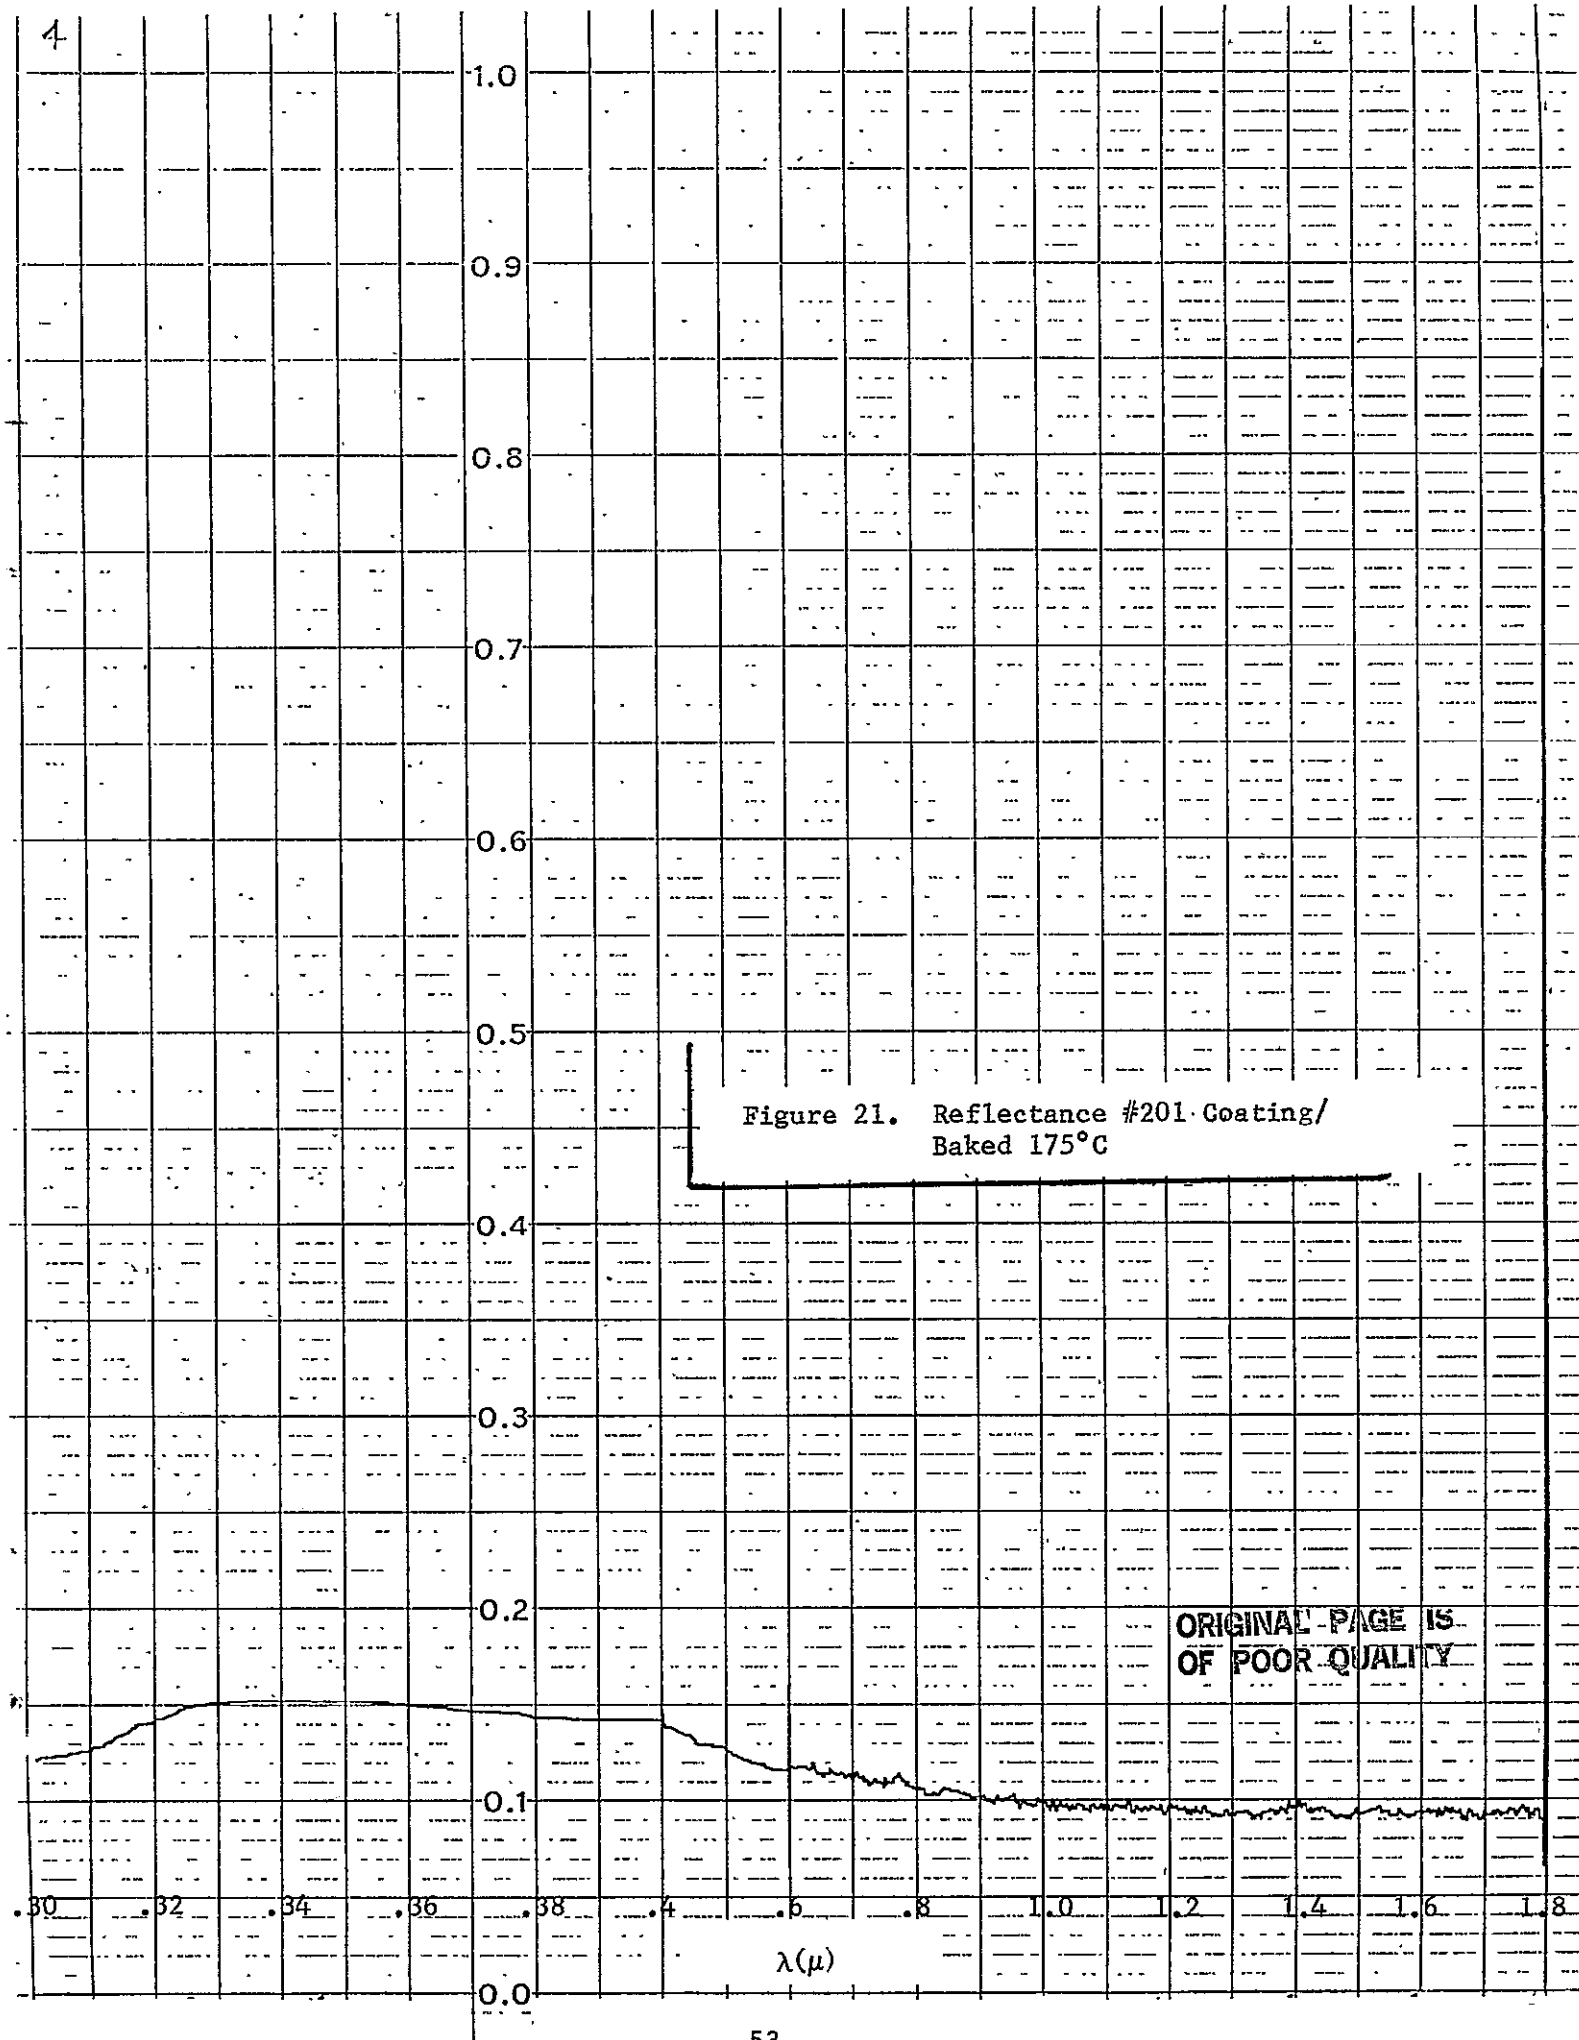 4
1.0
0.9
0.8
0.7
0.6
0.5
Figure 21. Reflectance #201 Coating/
Baked 175°C
0.4
0.3
0.2
ORIGINAL PAGE IS
OF POOR QUALITY
0.1
.30 .32 .34 .36 .38 .4 .6 .8 1.0 1.2 1.4 1.6 1.8
λ(μ)
0.0
53